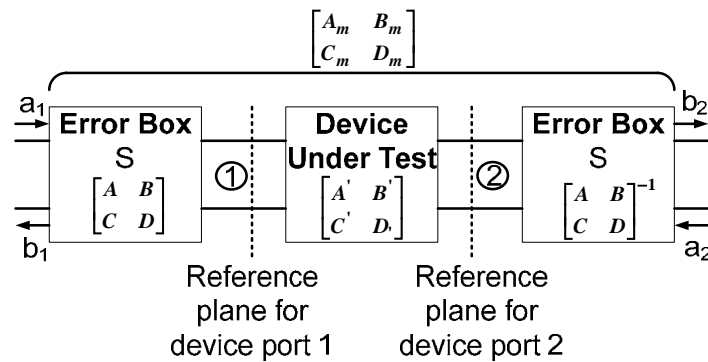 [A_m B_m
C_m D_m]
a₁
b₂
Error Box
S
[A B
C D]
b₁
①
Device
Under Test
[A' B'
C' D']
②
Error Box
S
[A B
C D]⁻¹
a₂
Reference
plane for
device port 1
Reference
plane for
device port 2